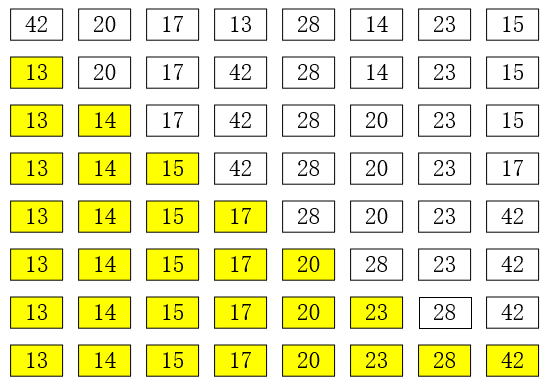 42 20 17 13 28 14 23 15
13 20 17 42 28 14 23 15
13 14 17 42 28 20 23 15
13 14 15 42 28 20 23 17
13 14 15 17 28 20 23 42
13 14 15 17 20 28 23 42
13 14 15 17 20 23 28 42
13 14 15 17 20 23 28 42